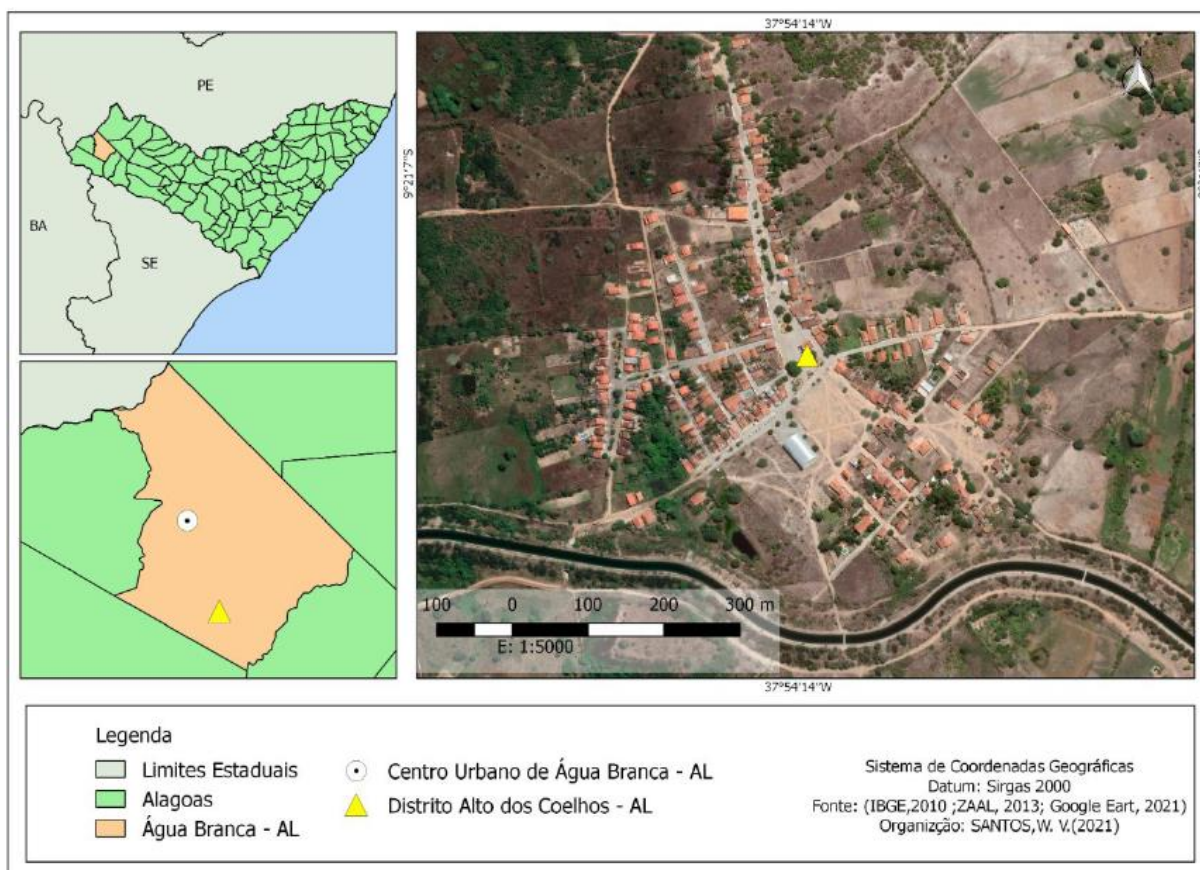 37°54'14"W
PE
BA
SE
9°21'7"S
N
100 0 100 200 300 m
E: 1:5000
37°54'14"W
Legenda
Limites Estaduais
Alagoas
Água Branca - AL
Centro Urbano de Água Branca - AL
Distrito Alto dos Coelhos - AL
Sistema de Coordenadas Geográficas
Datum: Sirgas 2000
Fonte: (IBGE,2010 ;ZAAL, 2013; Google Eart, 2021)
Organizção: SANTOS,W. V.(2021)